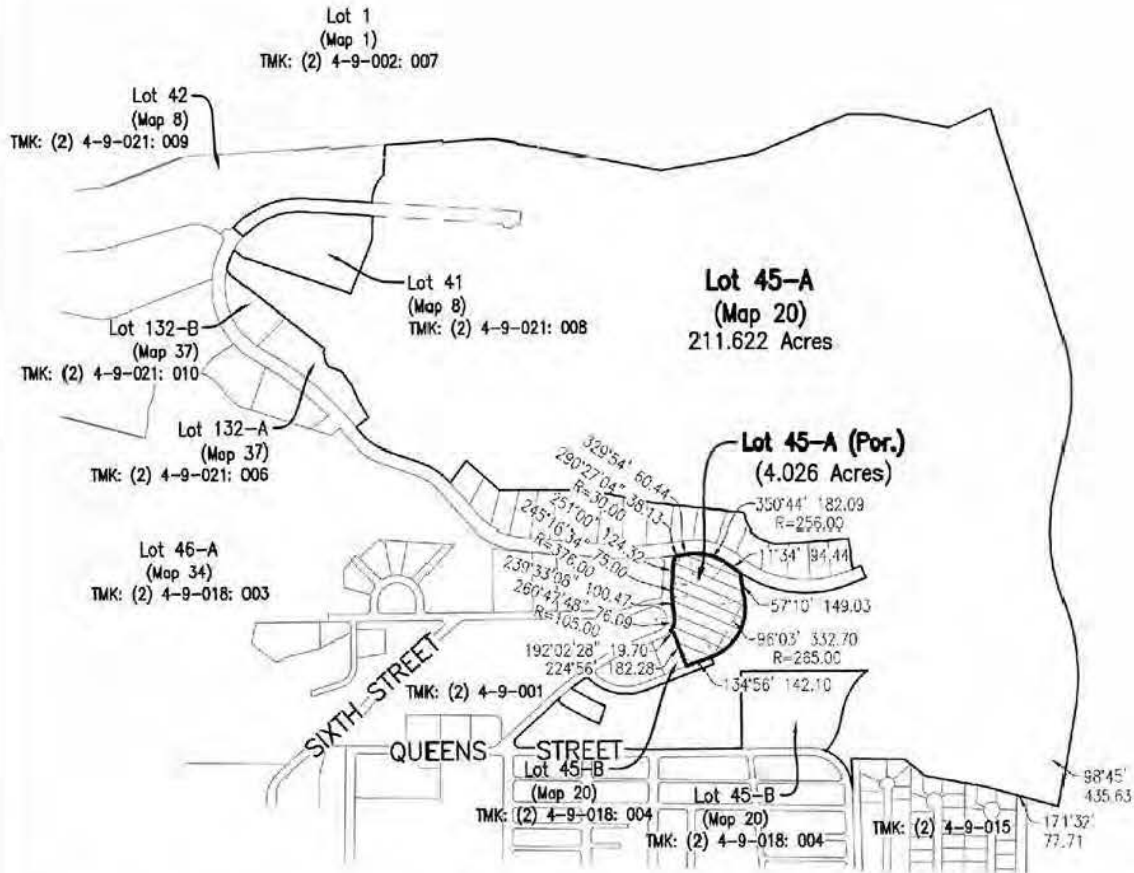 Lot 1
(Map 1)
TMK: (2) 4-9-002: 007
Lot 42
(Map 8)
TMK: (2) 4-9-021: 009
Lot 41
(Map 8)
TMK: (2) 4-9-021: 008
Lot 45-A
(Map 20)
211.622 Acres
Lot 132-B
(Map 37)
TMK: (2) 4-9-021: 010
Lot 132-A
(Map 37)
TMK: (2) 4-9-021: 006
Lot 45-A (Por.)
(4.026 Acres)
329°54' 60.44
290°27'04" 38.13
R=30.00
251°00' 124.32
245°16'34" 75.00
R=376.00
239°33'08" 100.47
260°47'48" 76.09
R=105.00
192°02'28" 19.70
224°56' 182.28
350°44' 182.09
R=256.00
11°34' 94.44
57°10' 149.03
96°03' 332.70
R=265.00
134°56' 142.10
Lot 46-A
(Map 34)
TMK: (2) 4-9-018: 003
SIXTH STREET
TMK: (2) 4-9-001
QUEENS STREET
Lot 45-B
(Map 20)
TMK: (2) 4-9-018: 004
Lot 45-B
(Map 20)
TMK: (2) 4-9-018: 004
TMK: (2) 4-9-015
98°45'
435.63
171°32'
77.71